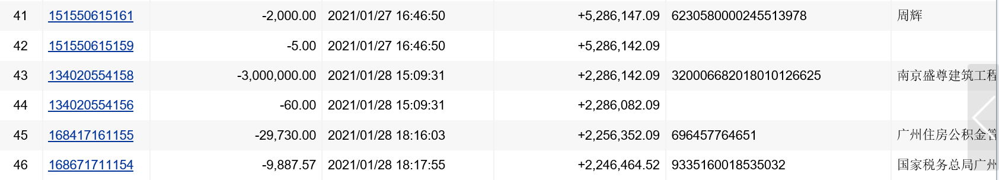 41 151550615161 -2,000.00 2021/01/27 16:46:50 +5,286,147.09 6230580000245513978 周辉
42 151550615159 -5.00 2021/01/27 16:46:50 +5,286,142.09
43 134020554158 -3,000,000.00 2021/01/28 15:09:31 +2,286,142.09 320006682018010126625 南京盛尊建筑工程
44 134020554156 -60.00 2021/01/28 15:09:31 +2,286,082.09
45 168417161155 -29,730.00 2021/01/28 18:16:03 +2,256,352.09 696457764651 广州住房公积金管
46 168671711154 -9,887.57 2021/01/28 18:17:55 +2,246,464.52 9335160018535032 国家税务总局广州